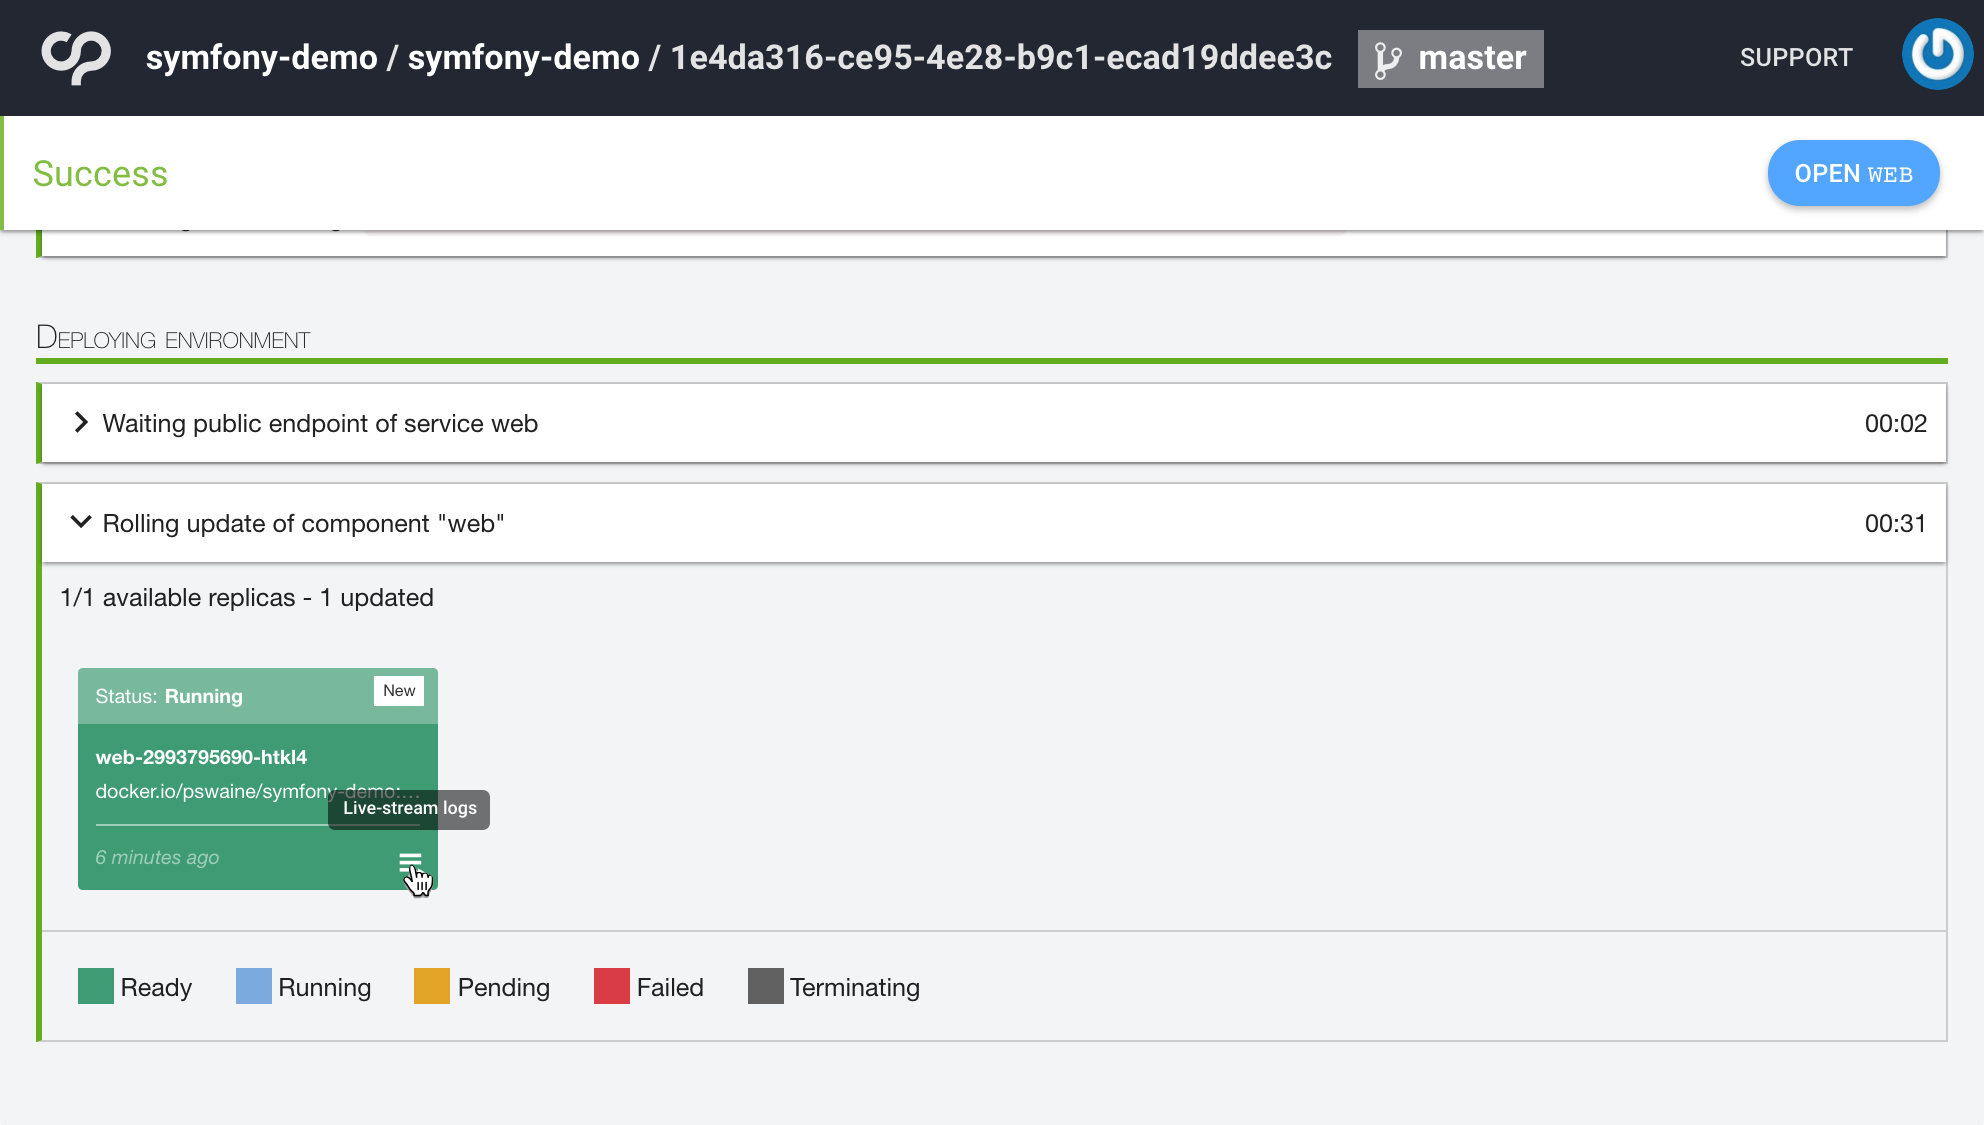 symfony-demo / symfony-demo / 1e4da316-ce95-4e28-b9c1-ecad19ddee3c master SUPPORT
Success OPEN WEB
Deploying environment
Waiting public endpoint of service web 00:02
Rolling update of component "web" 00:31
1/1 available replicas - 1 updated
Status: Running New
web-2993795690-htkl4
docker.io/pswaine/symfony-demo:...
Live-stream logs
6 minutes ago
Ready Running Pending Failed Terminating